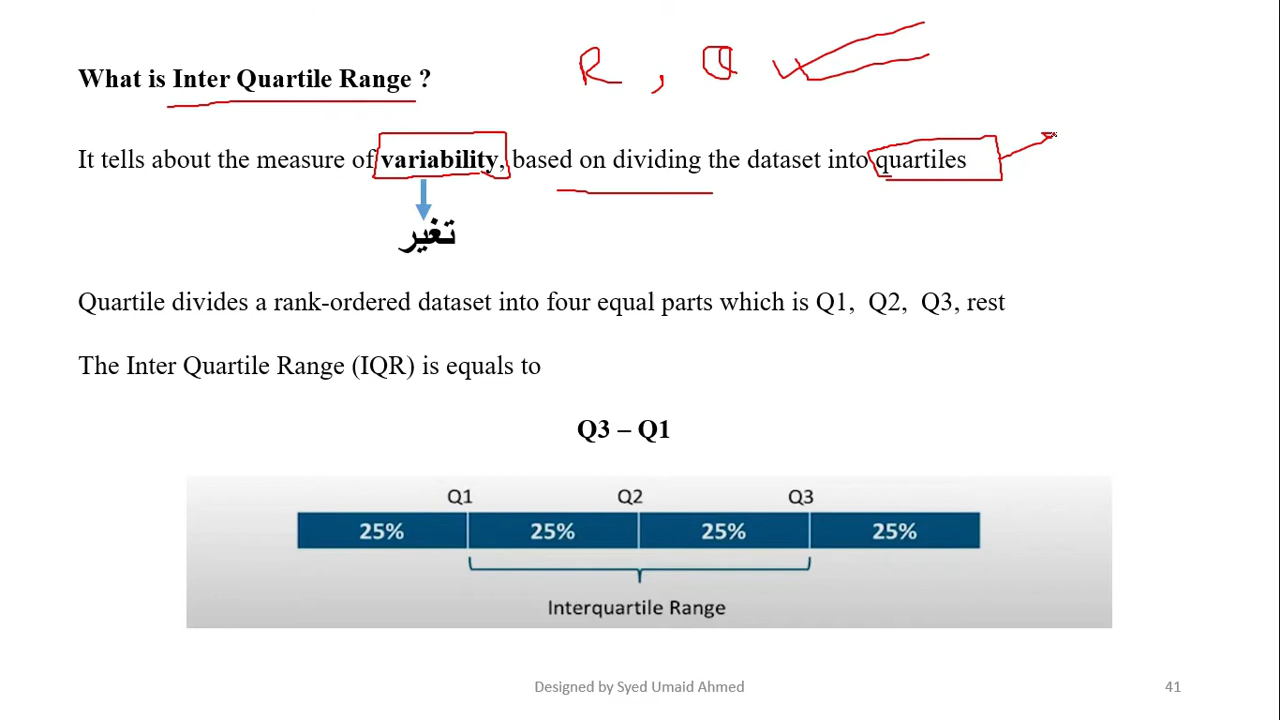 What is Inter Quartile Range ?
R , Q
It tells about the measure of variability, based on dividing the dataset into quartiles
تغیر
Quartile divides a rank-ordered dataset into four equal parts which is Q1, Q2, Q3, rest
The Inter Quartile Range (IQR) is equals to
Q3 – Q1
Q1 Q2 Q3
25% 25% 25% 25%
Interquartile Range
Designed by Syed Umaid Ahmed 41